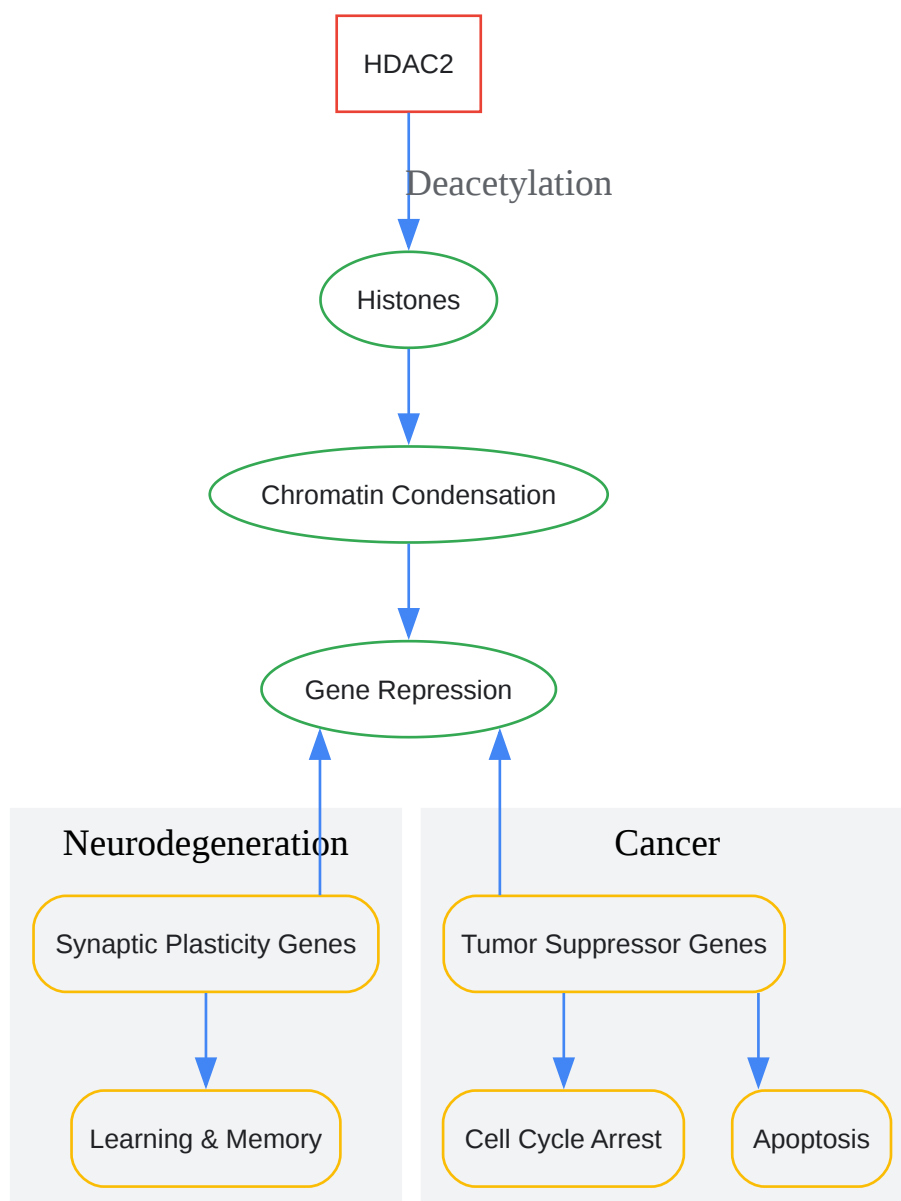 HDAC2
Deacetylation
Histones
Chromatin Condensation
Gene Repression
Neurodegeneration
Synaptic Plasticity Genes
Learning & Memory
Cancer
Tumor Suppressor Genes
Cell Cycle Arrest
Apoptosis